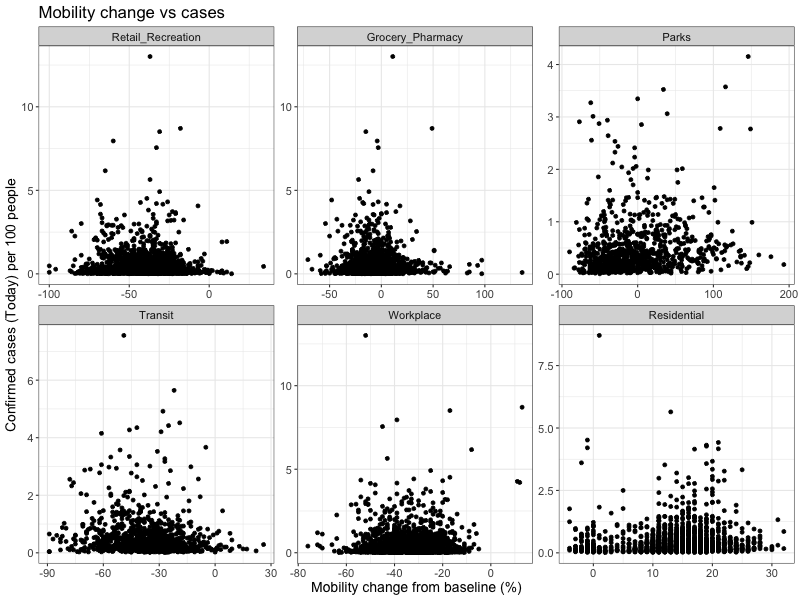 Mobility change vs cases
Retail_Recreation
Grocery_Pharmacy
Parks
10
5
0
-100 -50 0
10
5
0
-50 0 50 100
4
3
2
1
0
-100 0 100 200
Transit
Workplace
Residential
6
4
2
0
-90 -60 -30 0 30
10
5
0
-80 -60 -40 -20 0
7.5
5.0
2.5
0.0
0 10 20 30
Confirmed cases (Today) per 100 people
Mobility change from baseline (%)